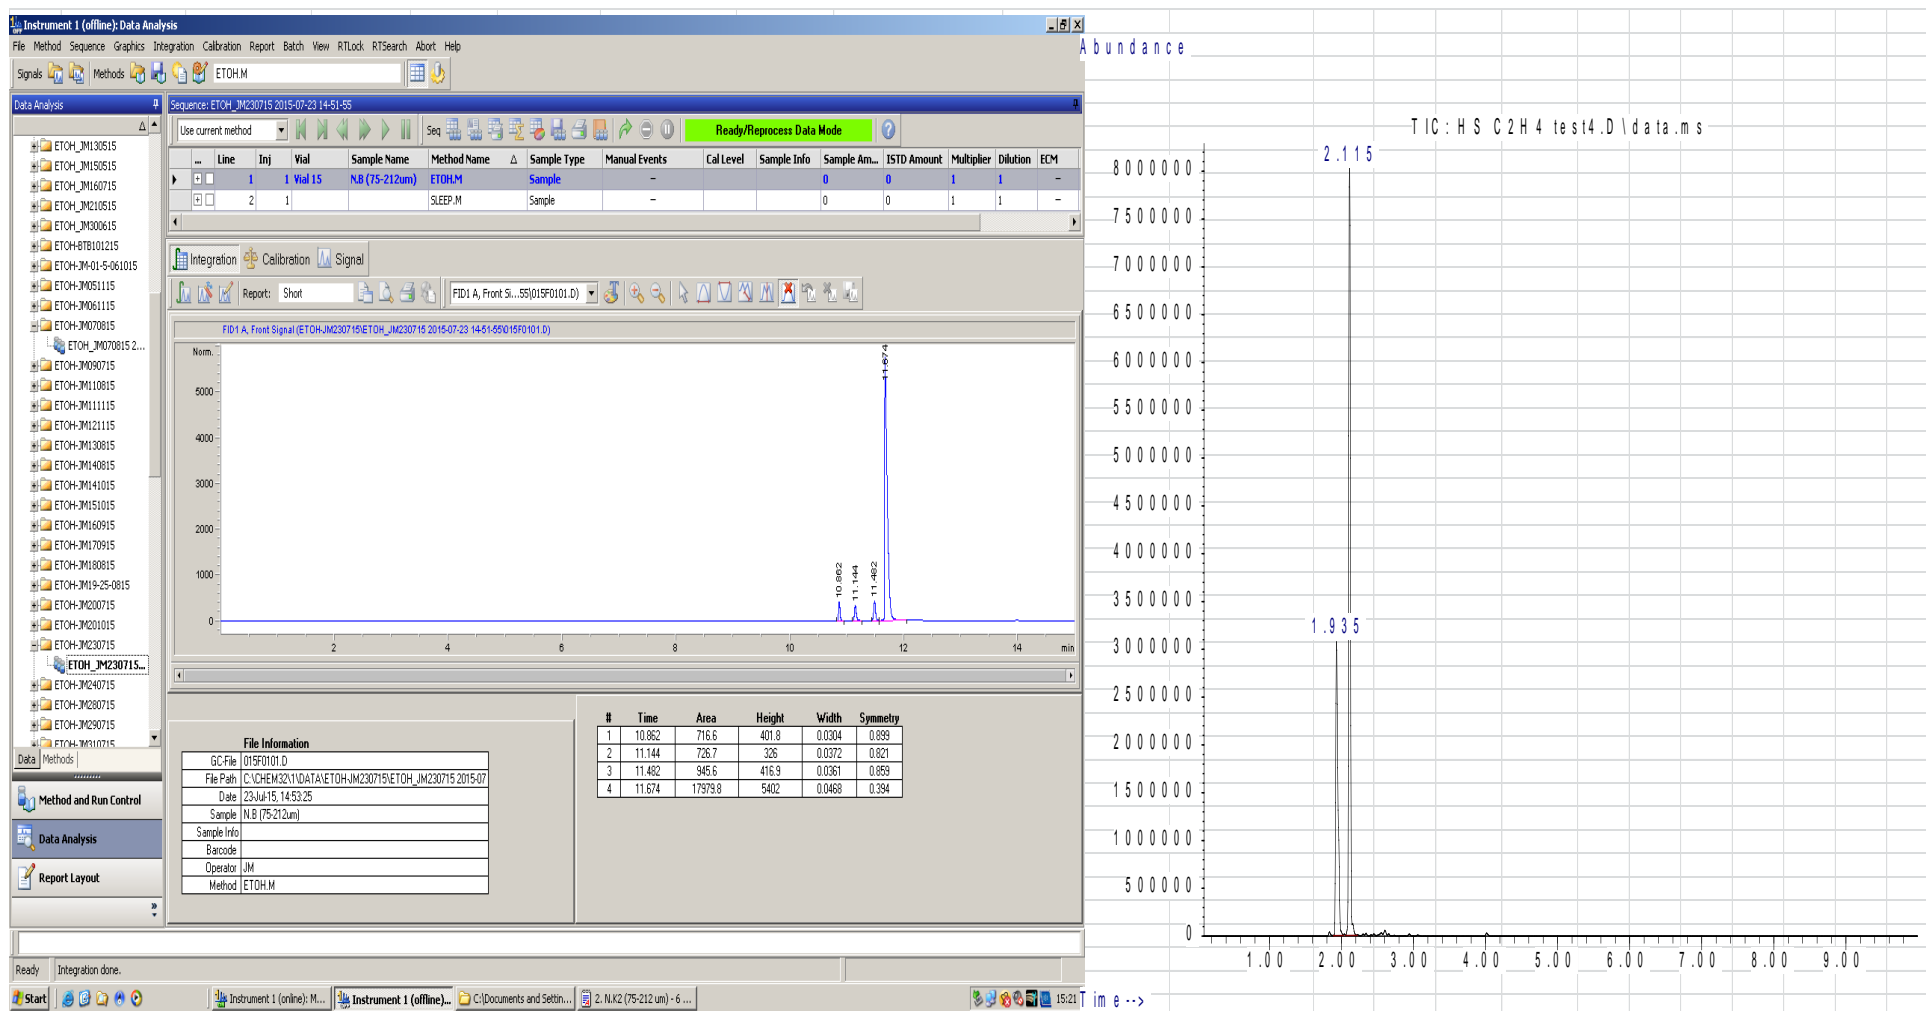 Instrument 1 (offline): Data Analysis
File Method Sequence Graphics Integration Calibration Report Batch View RTLock RTSearch Abort Help
Signals Methods ETOH.M
Data Analysis
ETOH_JM130515
ETOH_JM150515
ETOH_JM160715
ETOH_JM210515
ETOH_JM300615
ETOH-BTB101215
ETOH-JM-01-5-061015
ETOH-JM051115
ETOH-JM061115
ETOH-JM070815
ETOH_JM070815 2...
ETOH-JM090715
ETOH-JM110815
ETOH-JM111115
ETOH-JM121115
ETOH-JM130815
ETOH-JM140815
ETOH-JM141015
ETOH-JM151015
ETOH-JM160915
ETOH-JM170915
ETOH-JM180815
ETOH-JM19-25-0815
ETOH-JM200715
ETOH-JM201015
ETOH-JM230715
ETOH_JM230715...
ETOH-JM240715
ETOH-JM280715
ETOH-JM290715
ETOH-JM310715
Data Methods
Method and Run Control
Data Analysis
Report Layout
Sequence: ETOH_JM230715 2015-07-23 14-51-55
Use current method Seq Ready/Reprocess Data Mode
... Line Inj Vial Sample Name Method Name Sample Type Manual Events Cal Level Sample Info Sample Am... ISTD Amount Multiplier Dilution ECM
1 1 Vial 15 N.B (75-212um) ETOH.M Sample – 0 0 1 1 –
2 1 SLEEP.M Sample – 0 0 1 1 –
Integration Calibration Signal
Report: Short FID1 A, Front Si...55\015F0101.D)
FID1 A, Front Signal (ETOH-JM230715\ETOH_JM230715 2015-07-23 14-51-55\015F0101.D)
Norm.
5000
4000
3000
2000
1000
0
10.862
11.144
11.482
11.674
2 4 6 8 10 12 14 min
File Information
GC-File 015F0101.D
File Path C:\CHEM32\1\DATA\ETOH-JM230715\ETOH_JM230715 2015-07
Date 23-Jul-15, 14:53:25
Sample N.B (75-212um)
Sample Info
Barcode
Operator JM
Method ETOH.M
# Time Area Height Width Symmetry
1 10.862 716.6 401.8 0.0304 0.899
2 11.144 726.7 326 0.0372 0.821
3 11.482 945.6 416.9 0.0361 0.859
4 11.674 17979.8 5402 0.0468 0.394
Ready Integration done.
Start Instrument 1 (online): M... Instrument 1 (offline)... C:\Documents and Settin... 2. N.K2 (75-212 um) - 6 ... 15:21
Abundance
TIC: HS C2H4 test4.D\data.ms
2.115
1.935
8000000
7500000
7000000
6500000
6000000
5500000
5000000
4500000
4000000
3500000
3000000
2500000
2000000
1500000
1000000
500000
0
1.00 2.00 3.00 4.00 5.00 6.00 7.00 8.00 9.00
Time-->